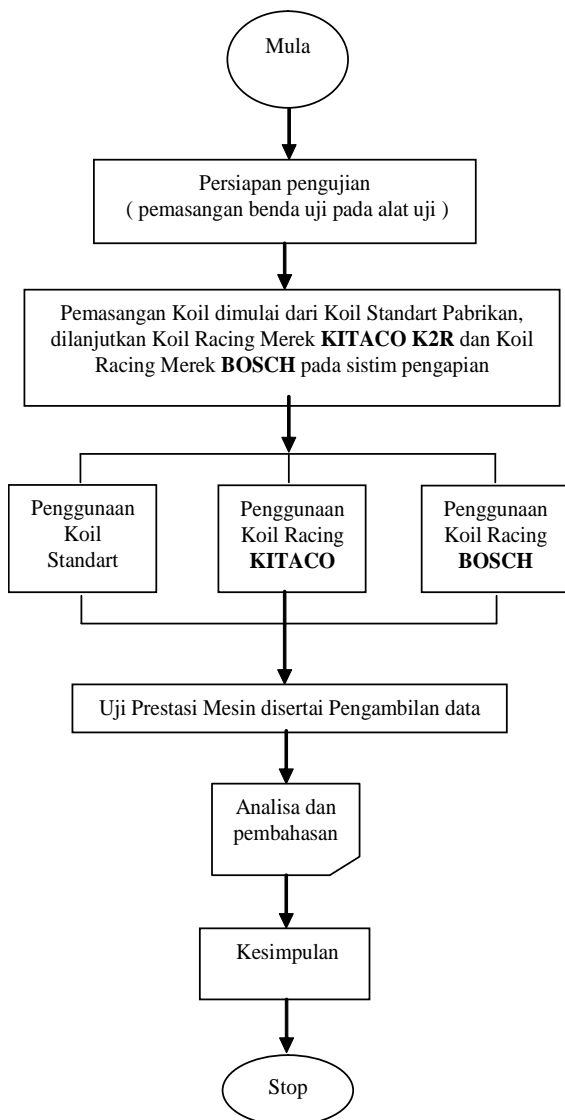 Mula
Persiapan pengujian
( pemasangan benda uji pada alat uji )
Pemasangan Koil dimulai dari Koil Standart Pabrikan,
dilanjutkan Koil Racing Merek KITACO K2R dan Koil
Racing Merek BOSCH pada sistim pengapian
Penggunaan
Koil
Standart
Penggunaan
Koil Racing
KITACO
Penggunaan
Koil Racing
BOSCH
Uji Prestasi Mesin disertai Pengambilan data
Analisa dan
pembahasan
Kesimpulan
Stop